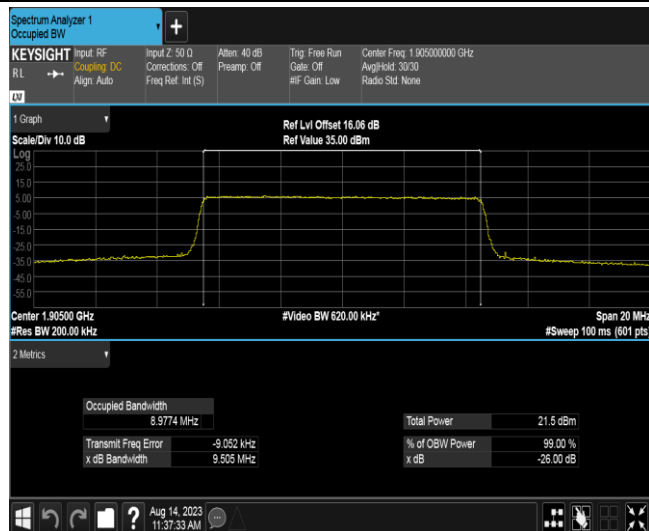 Spectrum Analyzer 1
Occupied BW
+
KEYSIGHT
RL
Input: RF
Coupling: DC
Align: Auto
Input Z: 50 Ω
Corrections: Off
Freq Ref: Int (S)
Atten: 40 dB
Preamp: Off
Trig: Free Run
Gate: Off
#IF Gain: Low
Center Freq: 1.905000000 GHz
Avg|Hold: 30/30
Radio Std: None
1 Graph
Scale/Div 10.0 dB
Ref Lvl Offset 16.06 dB
Ref Value 35.00 dBm
Log
25.0
15.0
5.00
-5.00
-15.0
-25.0
-35.0
-45.0
-55.0
Center 1.90500 GHz
#Video BW 620.00 kHz*
Span 20 MHz
#Res BW 200.00 kHz
#Sweep 100 ms (601 pts)
2 Metrics
Occupied Bandwidth
8.9774 MHz
Total Power 21.5 dBm
Transmit Freq Error -9.052 kHz
% of OBW Power 99.00 %
x dB Bandwidth 9.505 MHz
x dB -26.00 dB
?
Aug 14, 2023
11:37:33 AM